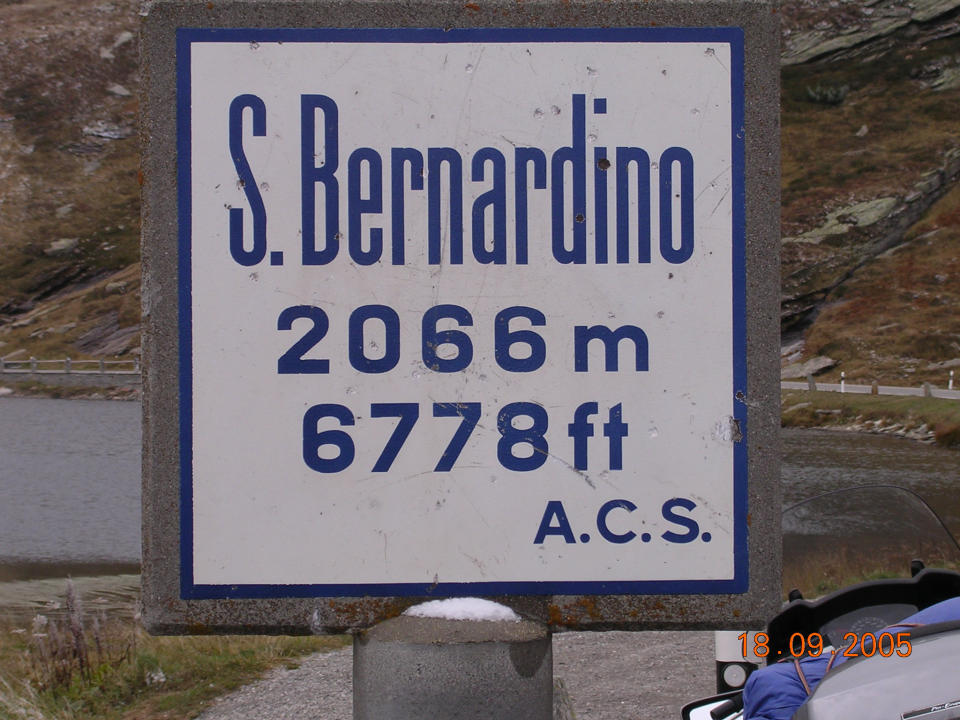 S. Bernardino
2066 m
6778 ft
A.C.S.
18.09.2005